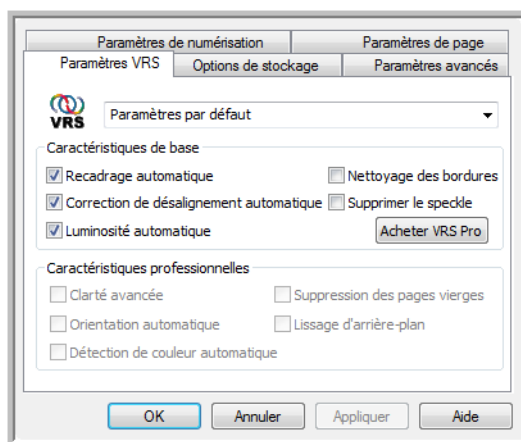 Paramètres de numérisation
Paramètres de page
Paramètres VRS
Options de stockage
Paramètres avancés
VRS
Paramètres par défaut
Caractéristiques de base
Recadrage automatique
Nettoyage des bordures
Correction de désalignement automatique
Supprimer le speckle
Luminosité automatique
Acheter VRS Pro
Caractéristiques professionnelles
Clarté avancée
Suppression des pages vierges
Orientation automatique
Lissage d'arrière-plan
Détection de couleur automatique
OK
Annuler
Appliquer
Aide